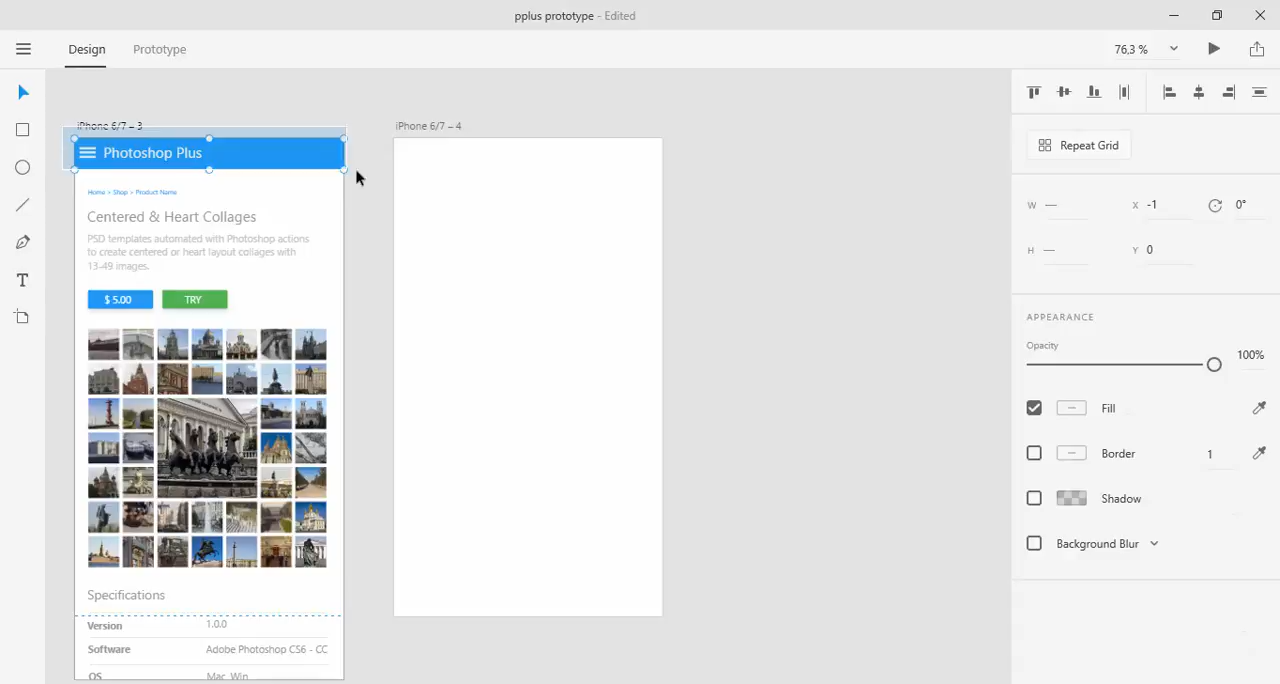 pplus prototype - Edited
Design
Prototype
76,3 %
iPhone 6/7 – 3
iPhone 6/7 – 4
Photoshop Plus
Home > Shop > Product Name
Centered & Heart Collages
PSD templates automated with Photoshop actions
to create centered or heart layout collages with
13-49 images.
$ 5.00
TRY
Specifications
Version 1.0.0
Software Adobe Photoshop CS6 - CC
OS Mac, Win
T
Repeat Grid
W —
X -1
0°
H —
Y 0
APPEARANCE
Opacity
100%
Fill
Border 1
Shadow
Background Blur